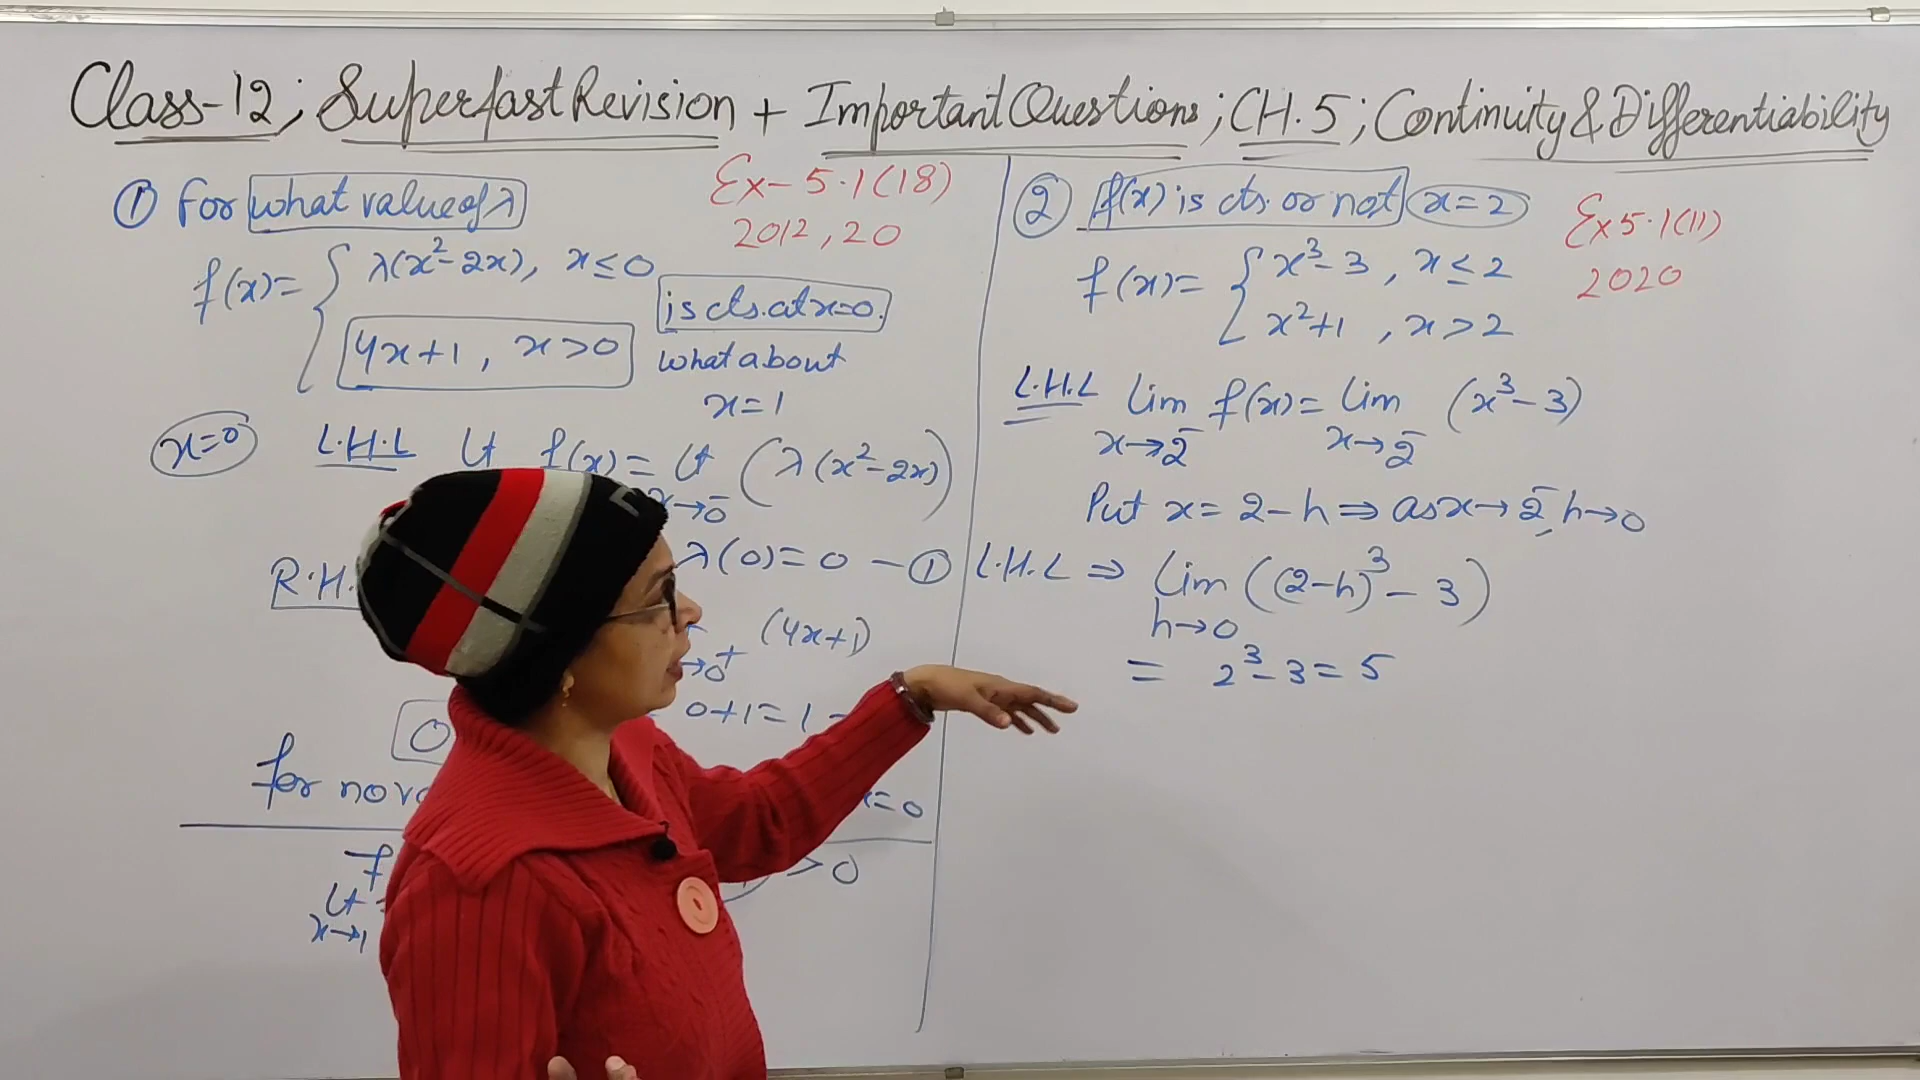 Class-12; Superfast Revision + Important Questions; CH.5; Continuity & Differentiability
① For what value of λ
Ex-5.1(18)
2012, 20
f(x)= { λ(x²-2x), x≤0
4x+1, x>0
is cts. at x=0.
what about
x=1
x=0
L.H.L Lt f(x)= Lt (λ(x²-2x))
x→0⁻
λ(0)=0 — ①
R.H.
x→0⁺ (4x+1)
0+1=1 -
0
for no
x=0
f
>0
Lt
x→1
② f(x) is cts. or not x=2
Ex 5.1(11)
2020
f(x)= { x³-3, x≤2
x²+1, x>2
L.H.L Lim f(x)= Lim (x³-3)
x→2⁻ x→2⁻
Put x=2-h ⇒ as x→2⁻, h→0
L.H.L ⇒ Lim ((2-h)³-3)
h→0
= 2³-3=5